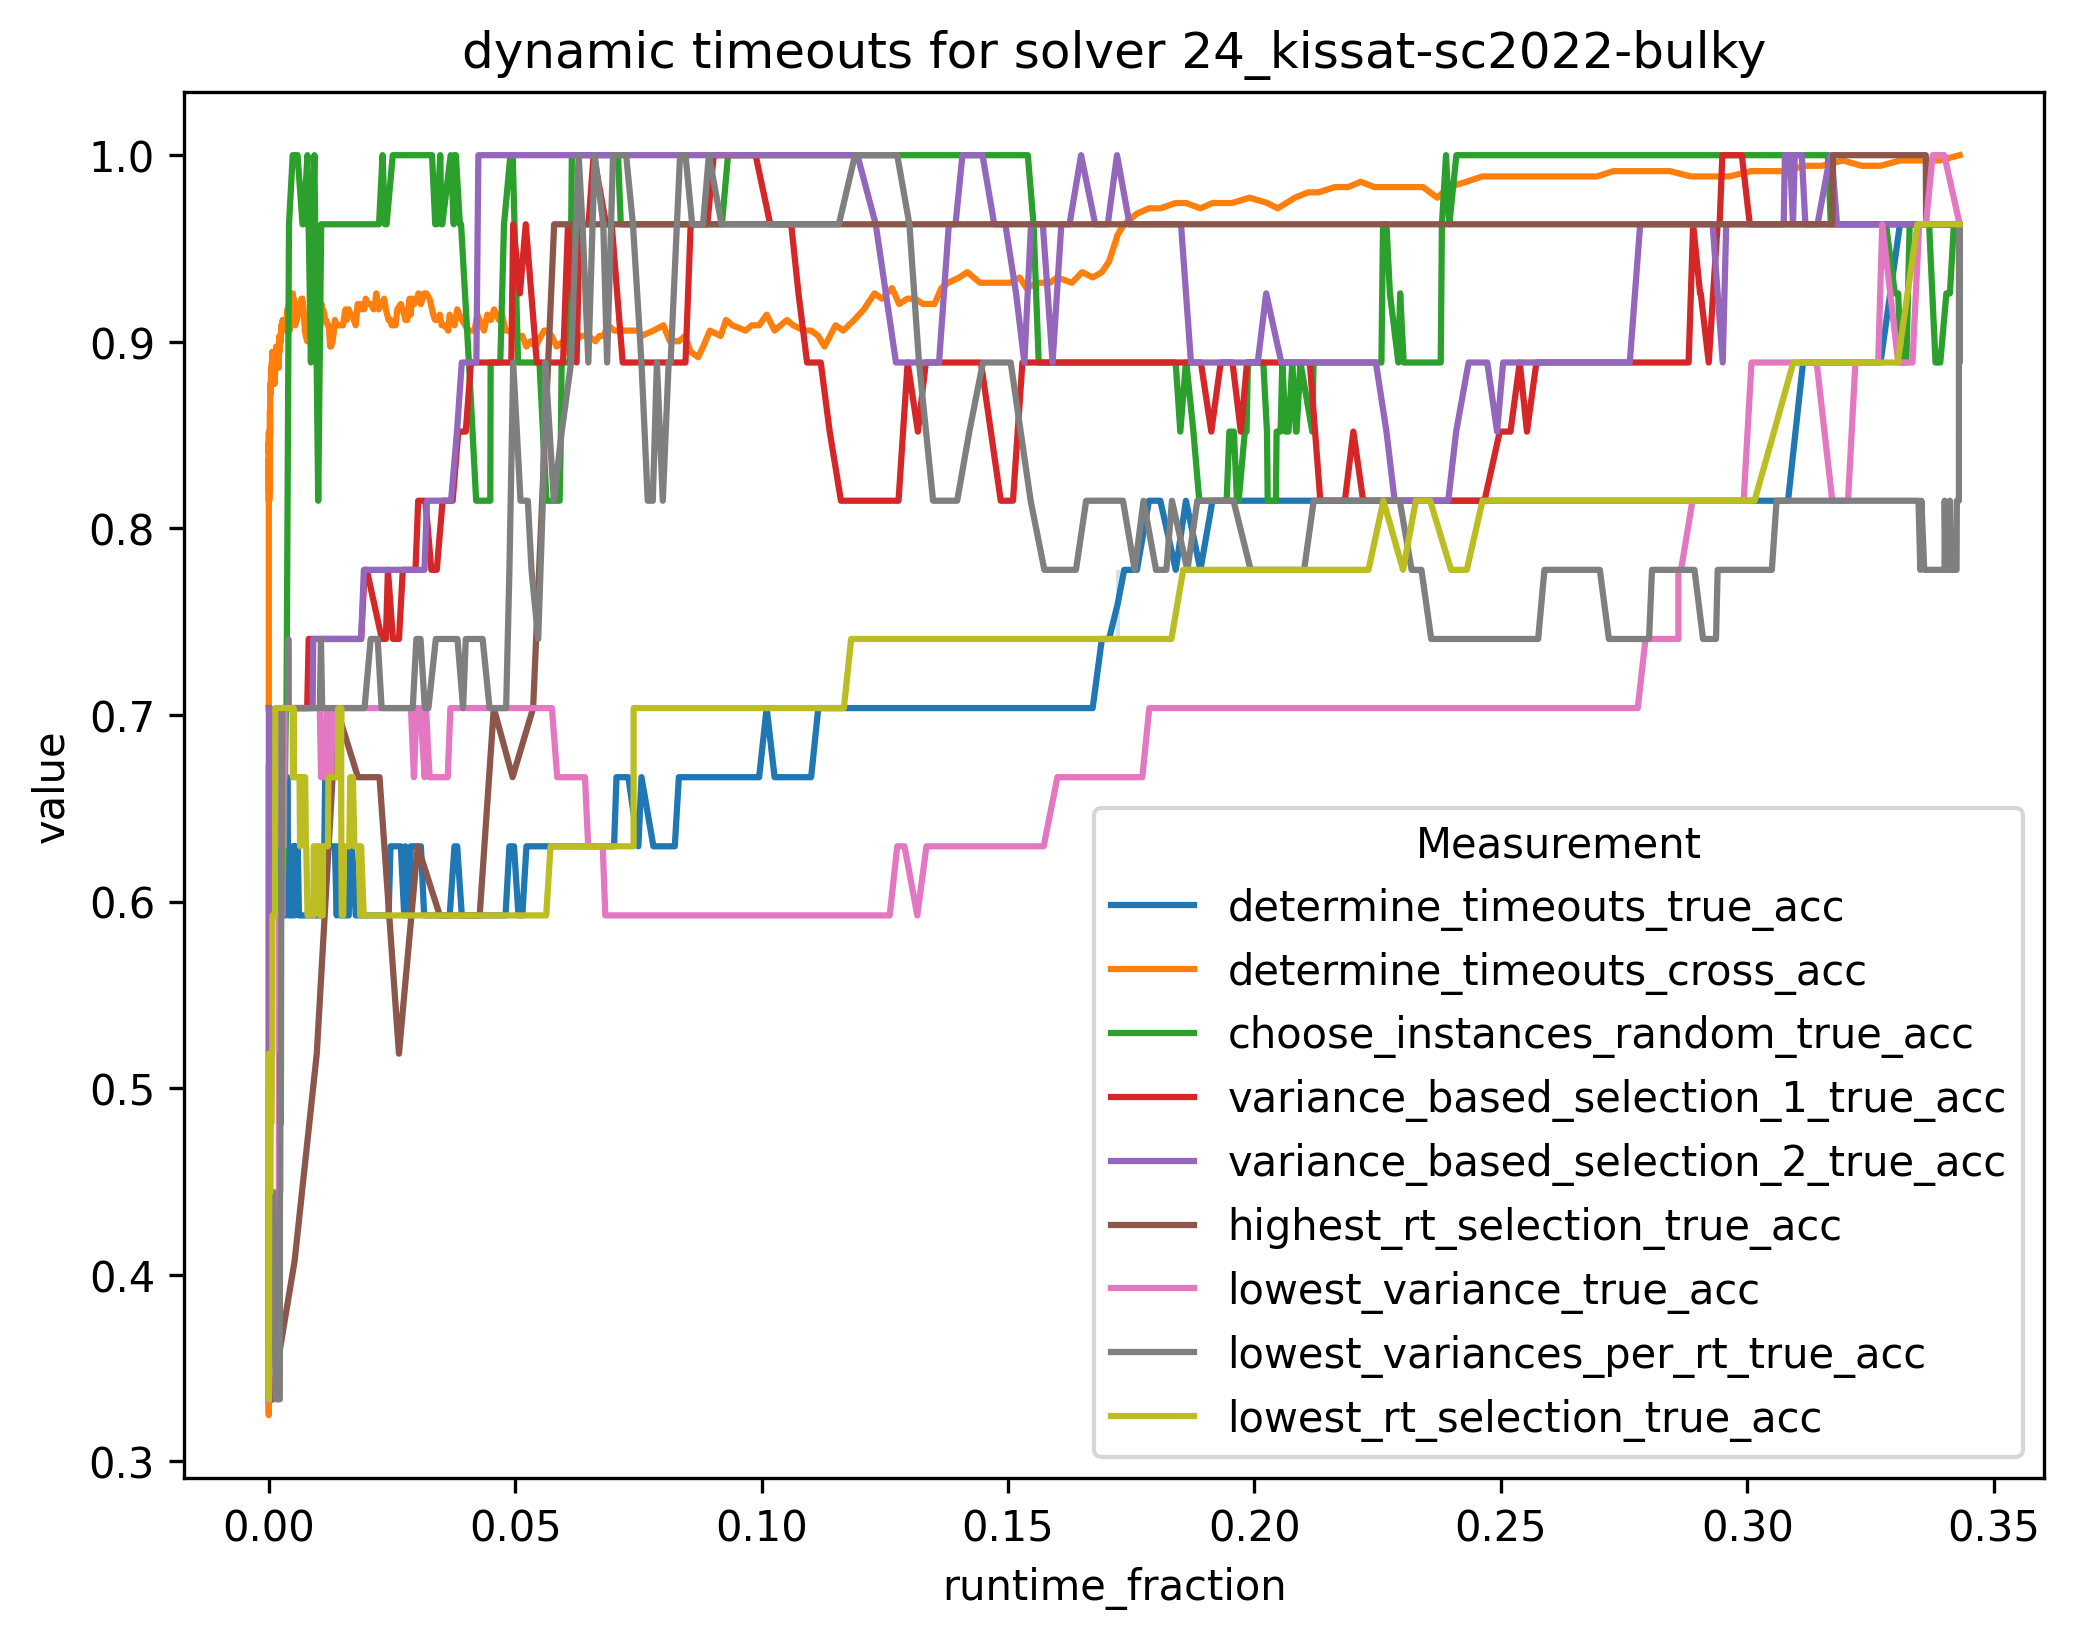 dynamic timeouts for solver 24_kissat-sc2022-bulky
1.0
0.9
0.8
0.7
0.6
0.5
0.4
0.3
value
0.00 0.05 0.10 0.15 0.20 0.25 0.30 0.35
runtime_fraction
Measurement
determine_timeouts_true_acc
determine_timeouts_cross_acc
choose_instances_random_true_acc
variance_based_selection_1_true_acc
variance_based_selection_2_true_acc
highest_rt_selection_true_acc
lowest_variance_true_acc
lowest_variances_per_rt_true_acc
lowest_rt_selection_true_acc